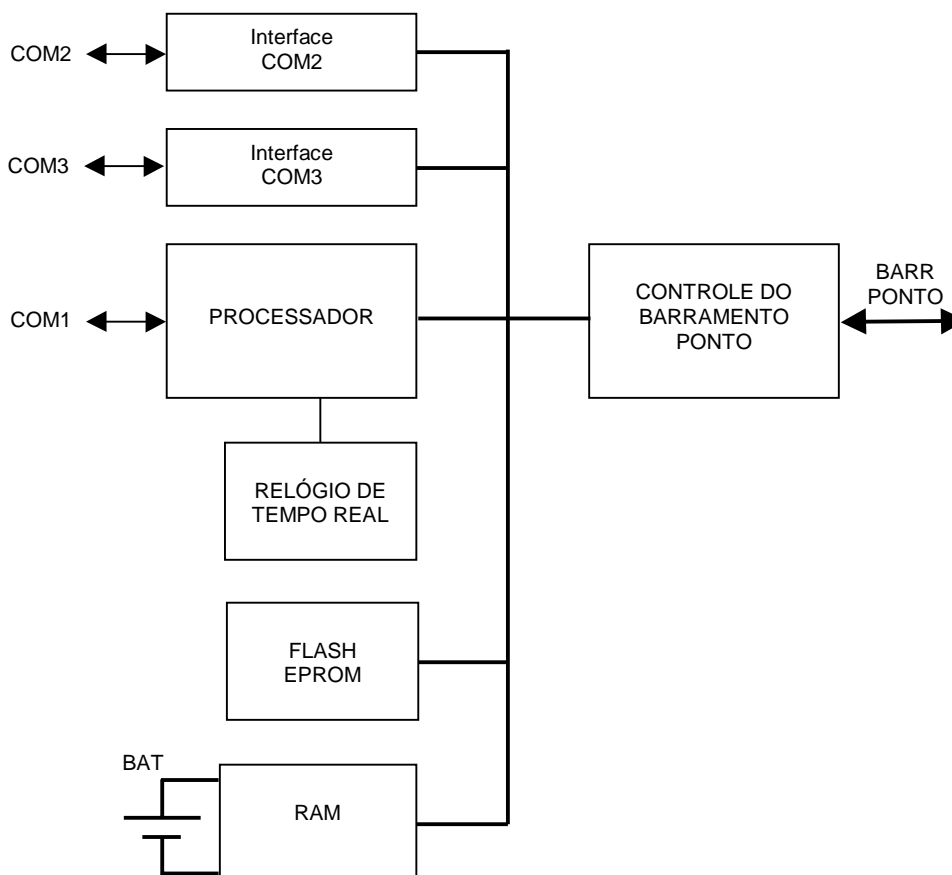 COM2
Interface
COM2
COM3
Interface
COM3
COM1
PROCESSADOR
CONTROLE DO
BARRAMENTO
PONTO
BARR
PONTO
RELÓGIO DE
TEMPO REAL
FLASH
EPROM
BAT
RAM